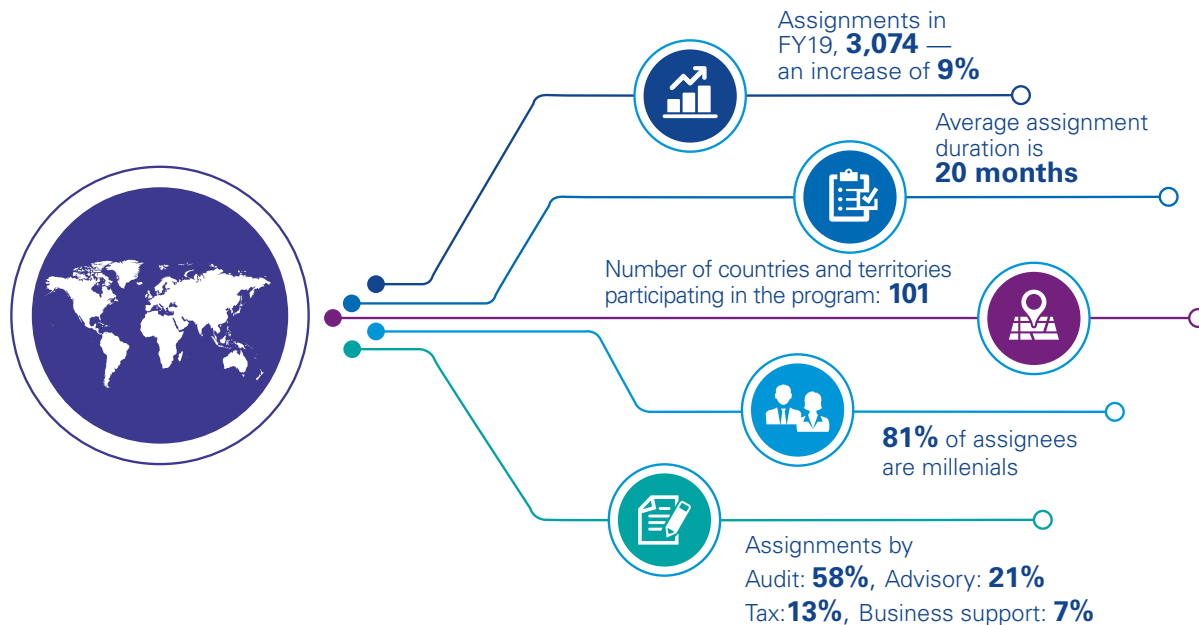 Assignments in
FY19, 3,074 —
an increase of 9%
Average assignment
duration is
20 months
Number of countries and territories
participating in the program: 101
81% of assignees
are millenials
Assignments by
Audit: 58%, Advisory: 21%
Tax:13%, Business support: 7%